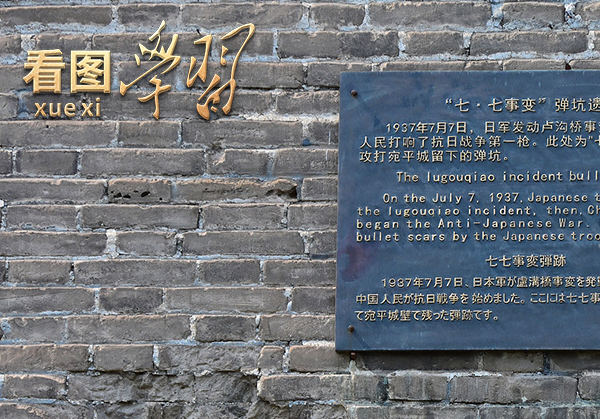 看图学习
xue xi
“七·七事变”弹坑遗
1937年7月7日，日军发动卢沟桥事
人民打响了抗日战争第一枪。此处为“七
攻打宛平城留下的弹坑。
The lugouqiao incident bull
On the July 7, 1937, Japanese
the lugouqiao incident, then, Ch
began the Anti-Japanese War.
bullet scars by the Japanese troo
七七事変弾跡
1937年7月7日、日本軍が盧溝橋事変を発
中国人民が抗日戦争を始めました。ここには七七事
て宛平城壁で残った弾跡です。